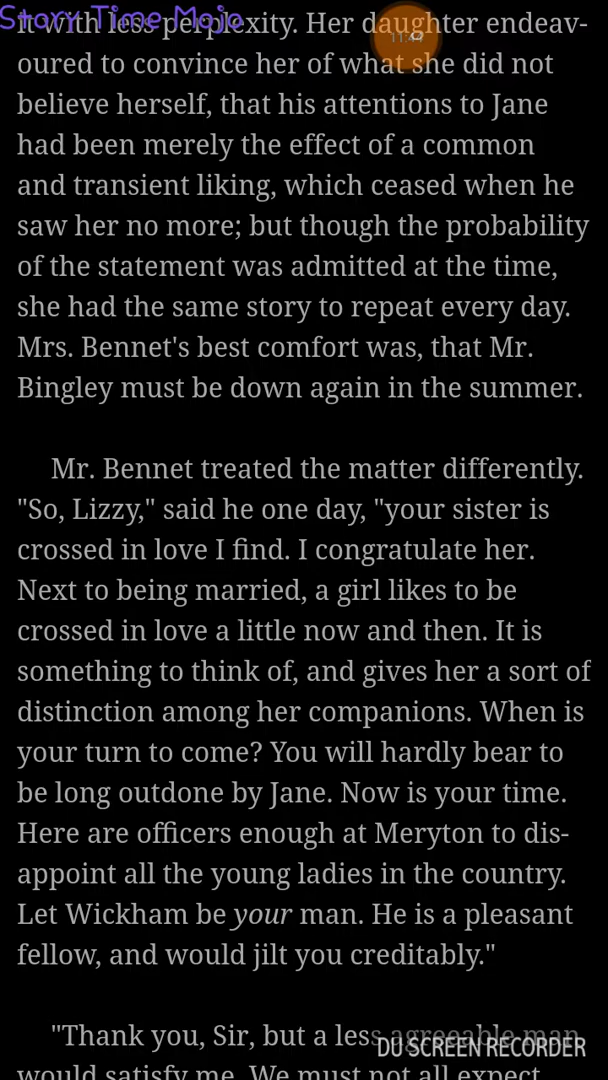 Story Time Mojo
it with less perplexity. Her daughter endeav-
11:44
oured to convince her of what she did not
believe herself, that his attentions to Jane
had been merely the effect of a common
and transient liking, which ceased when he
saw her no more; but though the probability
of the statement was admitted at the time,
she had the same story to repeat every day.
Mrs. Bennet's best comfort was, that Mr.
Bingley must be down again in the summer.
Mr. Bennet treated the matter differently.
"So, Lizzy," said he one day, "your sister is
crossed in love I find. I congratulate her.
Next to being married, a girl likes to be
crossed in love a little now and then. It is
something to think of, and gives her a sort of
distinction among her companions. When is
your turn to come? You will hardly bear to
be long outdone by Jane. Now is your time.
Here are officers enough at Meryton to dis-
appoint all the young ladies in the country.
Let Wickham be your man. He is a pleasant
fellow, and would jilt you creditably."
"Thank you, Sir, but a less agreeable man
DU SCREEN RECORDER
would satisfy me. We must not all expect